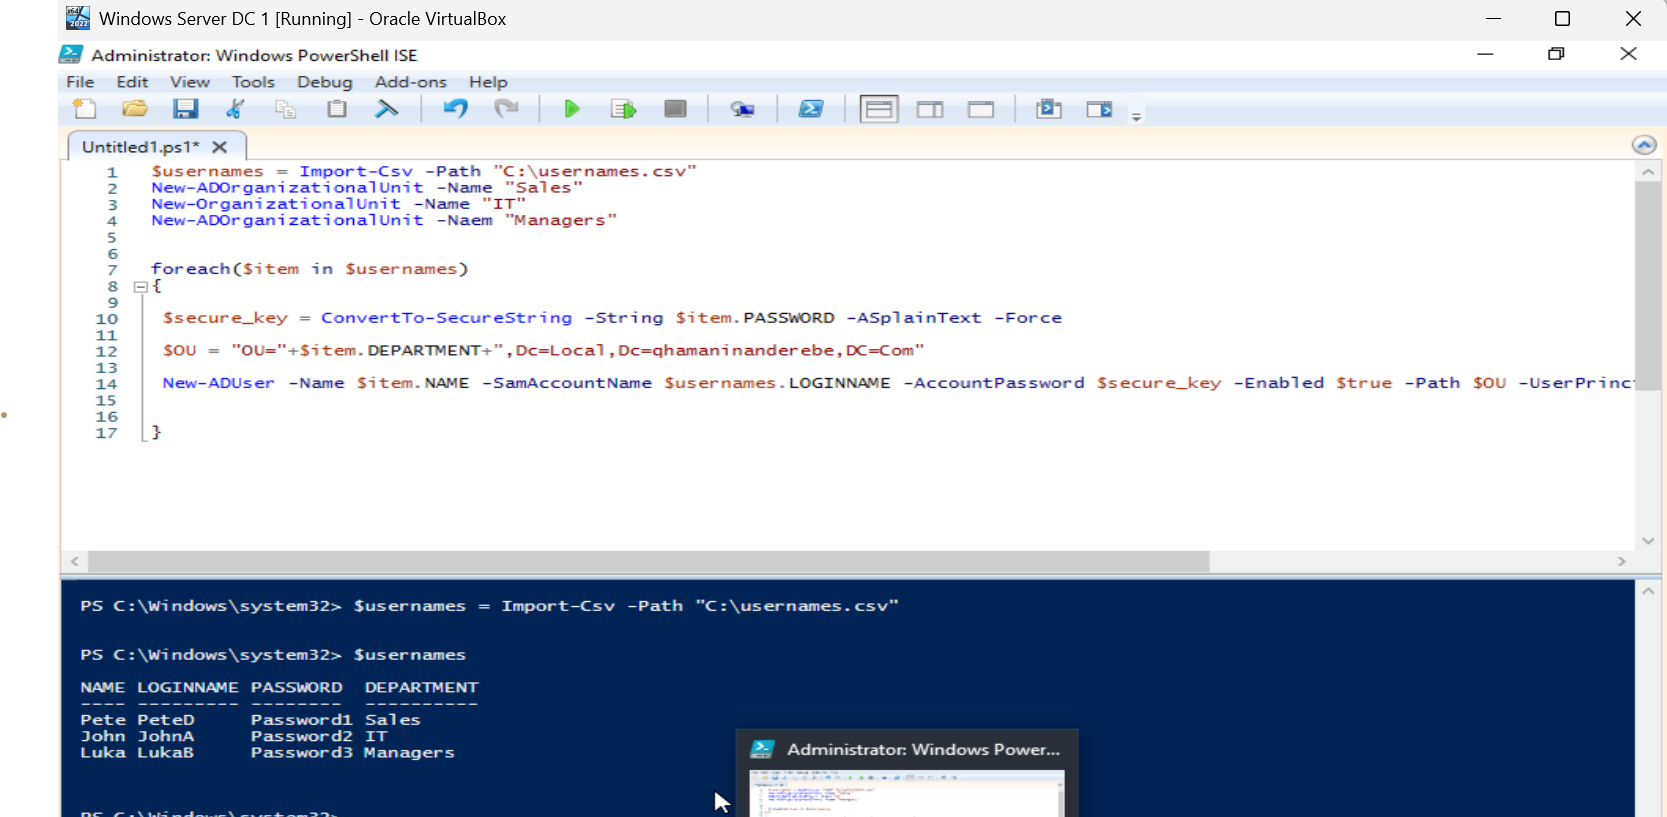 Windows Server DC 1 [Running] - Oracle VirtualBox
Administrator: Windows PowerShell ISE
File Edit View Tools Debug Add-ons Help
Untitled1.ps1*
1 $usernames = Import-Csv -Path "C:\usernames.csv"
2 New-ADOrganizationalUnit -Name "Sales"
3 New-OrganizationalUnit -Name "IT"
4 New-ADOrganizationalUnit -Naem "Managers"
5
6
7 foreach($item in $usernames)
8 {
9
10 $secure_key = ConvertTo-SecureString -String $item.PASSWORD -ASplainText -Force
11
12 $OU = "OU="+$item.DEPARTMENT+",Dc=Local,Dc=qhamaninanderebe,DC=Com"
13
14 New-ADUser -Name $item.NAME -SamAccountName $usernames.LOGINNAME -AccountPassword $secure_key -Enabled $true -Path $OU -UserPrinc
15
16
17 }
PS C:\Windows\system32> $usernames = Import-Csv -Path "C:\usernames.csv"
PS C:\Windows\system32> $usernames
NAME LOGINNAME PASSWORD DEPARTMENT
---- --------- -------- ----------
Pete PeteD Password1 Sales
John JohnA Password2 IT
Luka LukaB Password3 Managers
Administrator: Windows Power...
PS C:\Windows\system32>